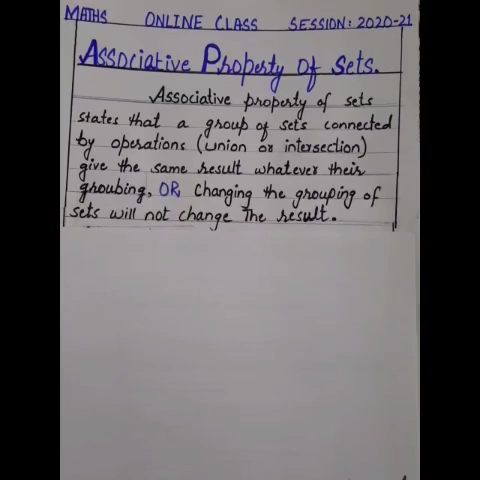 MATHS ONLINE CLASS SESSION: 2020-21
Associative Property Of Sets.
Associative property of sets
states that a group of sets connected
by operations (union or intersection)
give the same result whatever their
groubing, OR Changing the grouping of
sets will not change The result.